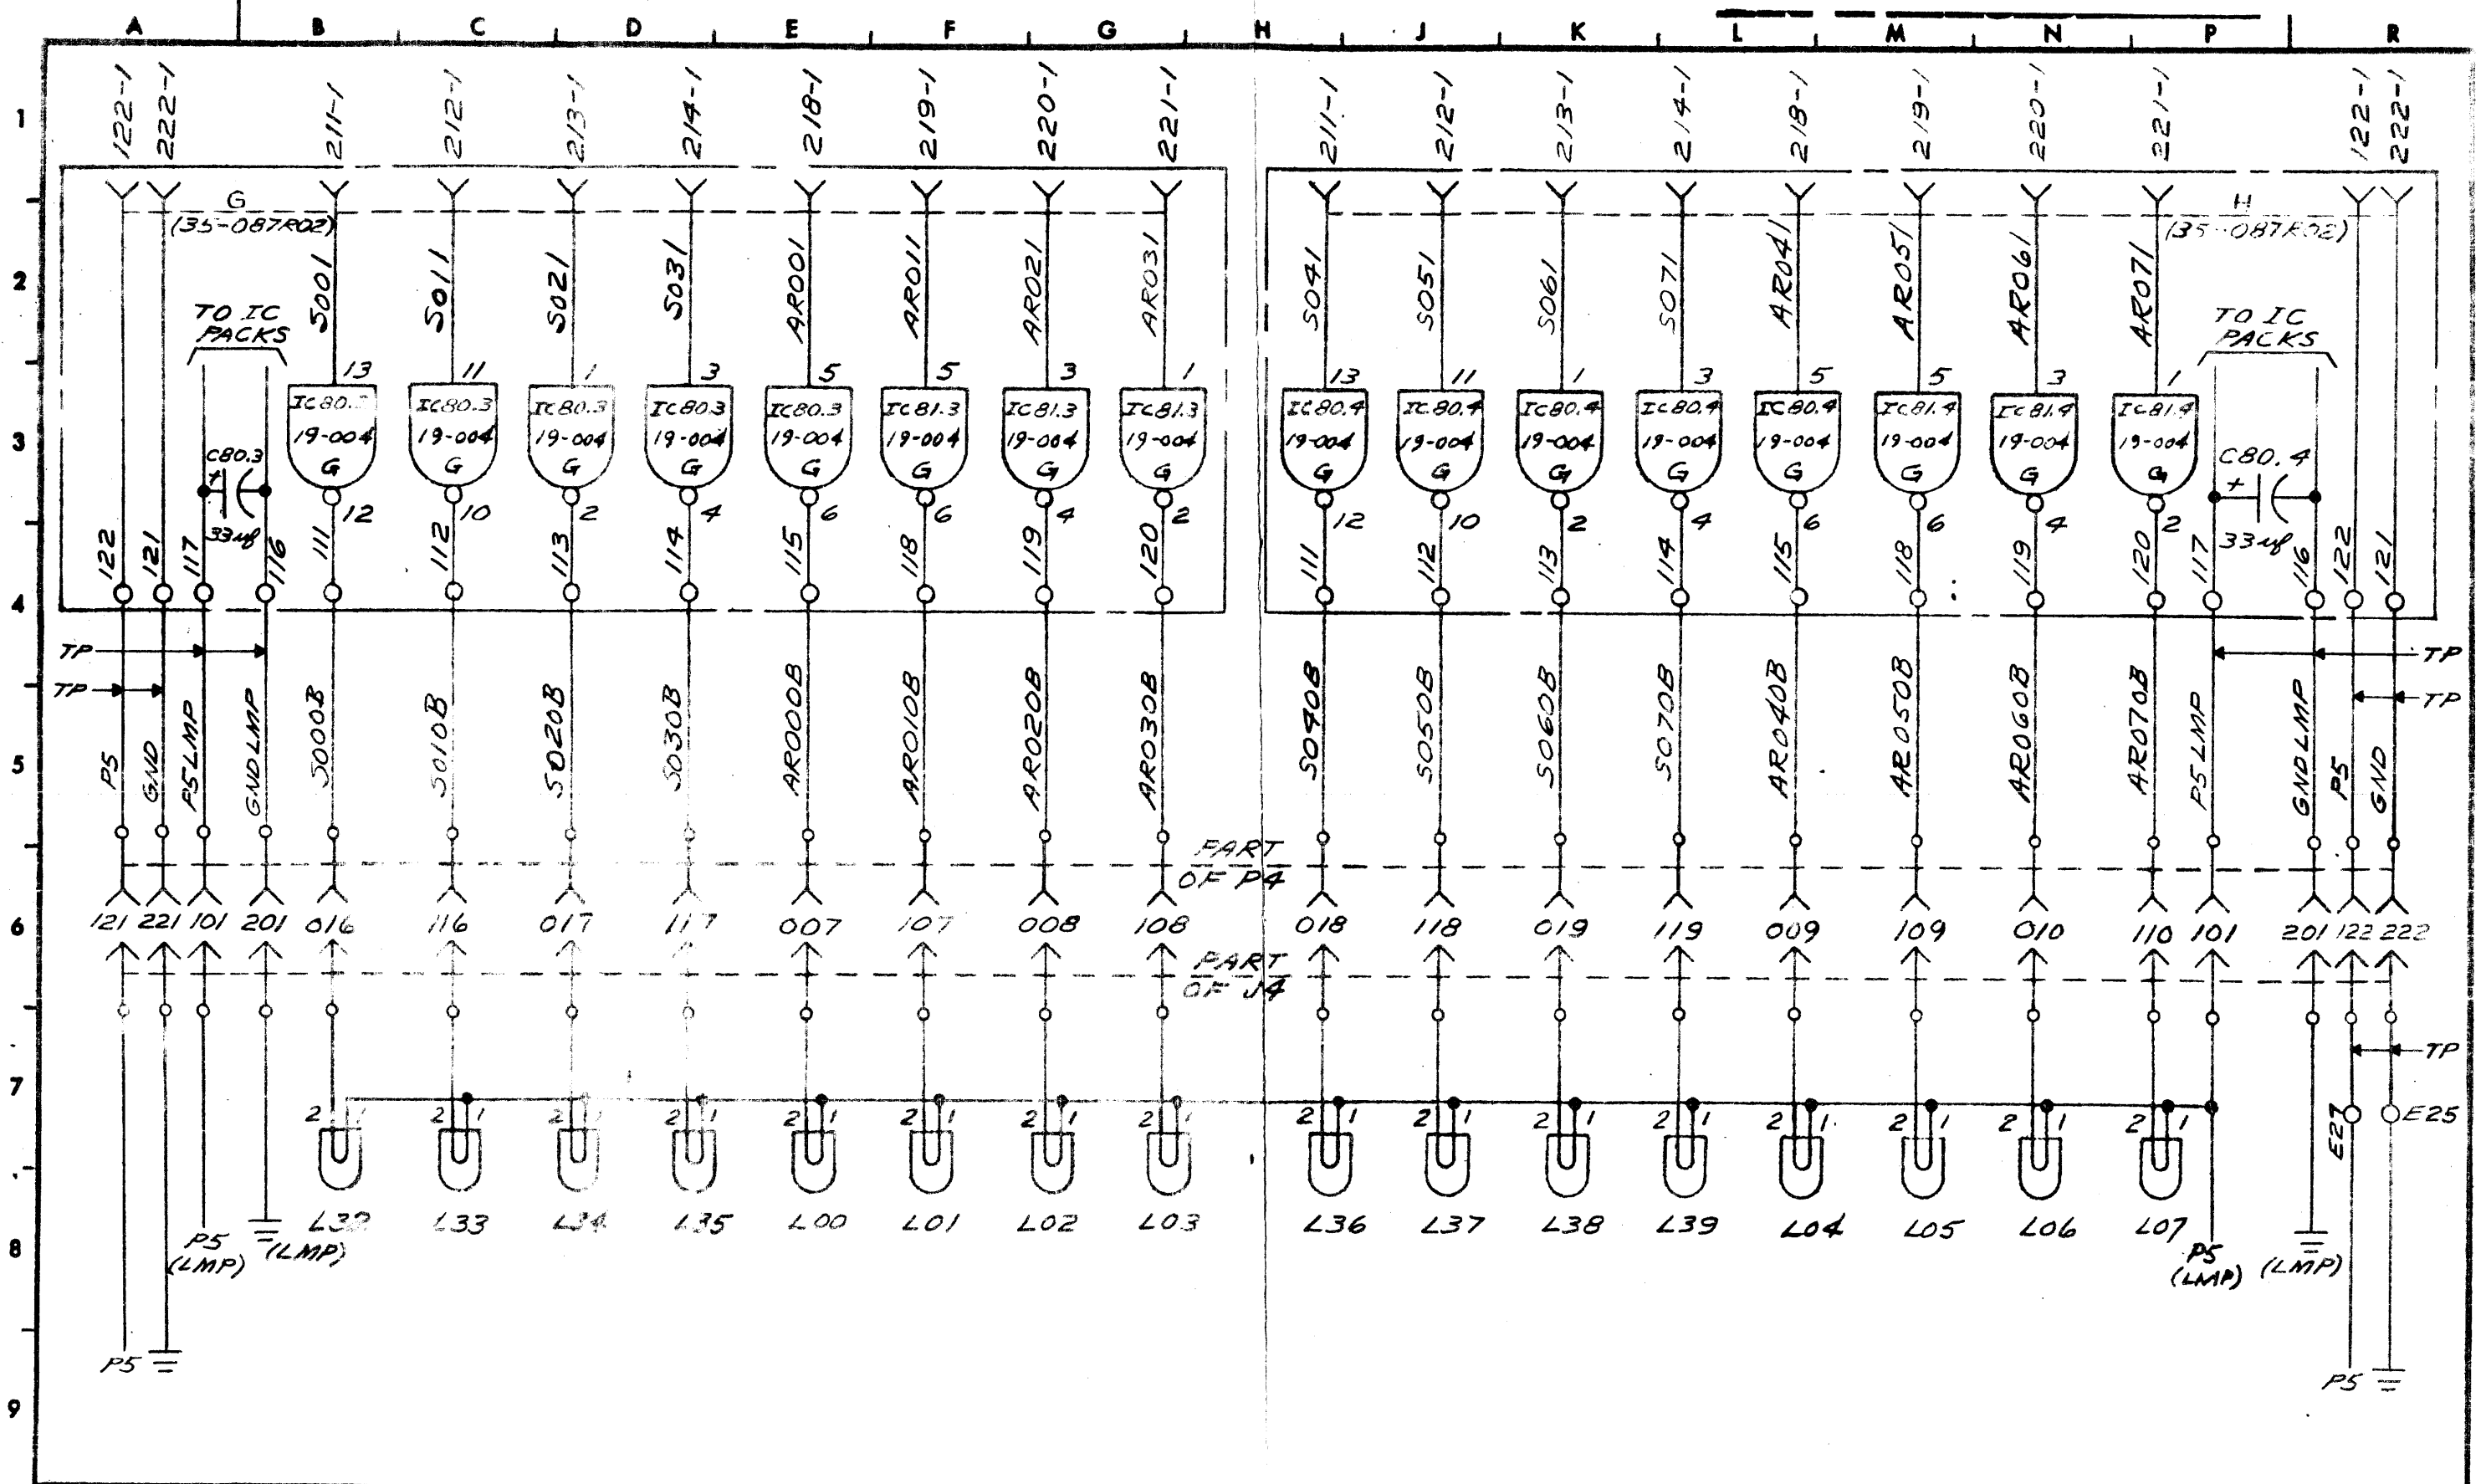 A B C D E F G H J K L M N P R
1 122-1 222-1 211-1 212-1 213-1 214-1 218-1 219-1 220-1 221-1 211-1 212-1 213-1 214-1 218-1 219-1 220-1 221-1 122-1 222-1
G H
(35-087R02) (35-087R02)
2 S001 S011 S021 S031 AR001 AR011 AR021 AR031 S041 S051 S061 S071 AR041 AR051 AR061 AR071
TO IC TO IC
PACKS PACKS
13 11 1 3 5 5 3 1 13 11 1 3 5 5 3 1
IC80.3 IC80.3 IC80.3 IC80.3 IC80.3 IC81.3 IC81.3 IC81.3 IC80.4 IC80.4 IC80.4 IC80.4 IC80.4 IC81.4 IC81.4 IC81.4
3 19-004 19-004 19-004 19-004 19-004 19-004 19-004 19-004 19-004 19-004 19-004 19-004 19-004 19-004 19-004 19-004
C80.3 G G G G G G G G G G G G G G G G C80.4
+ +
12 10 2 4 6 6 4 2 12 10 2 4 6 6 4 2
33uf 33uf
122 121 117 116 111 112 113 114 115 118 119 120 111 112 113 114 115 118 119 120 117 116 122 121
4
TP TP
TP TP
5 P5 GND P5LMP GNDLMP S000B S010B S020B S030B AR000B AR010B AR020B AR030B S040B S050B S060B S070B AR040B AR050B AR060B AR070B P5LMP GNDLMP P5 GND
PART
OF P4
6 121 221 101 201 016 116 017 117 007 107 008 108 018 118 019 119 009 109 010 110 101 201 122 222
PART
OF J4
TP
7
2 1 2 1 2 1 2 1 2 1 2 1 2 1 2 1 2 1 2 1 2 1 2 1 2 1 2 1 2 1 2 1 E27 E25
L32 L33 L34 L35 L00 L01 L02 L03 L36 L37 L38 L39 L04 L05 L06 L07
8 P5 P5
(LMP) (LMP) (LMP) (LMP)
P5 P5
9